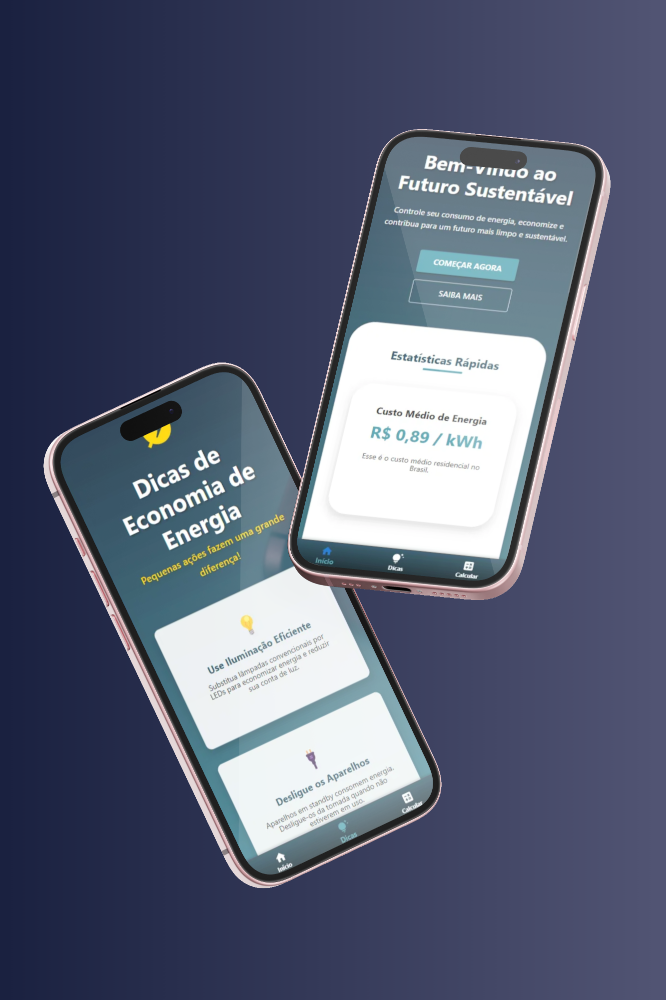 Bem-Vindo ao
Futuro Sustentável
Controle seu consumo de energia, economize e
contribua para um futuro mais limpo e sustentável.
COMEÇAR AGORA
SAIBA MAIS
Estatísticas Rápidas
Custo Médio de Energia
R$ 0,89 / kWh
Esse é o custo médio residencial no
Brasil.
Início
Dicas
Calcular
Dicas de
Economia de
Energia
Pequenas ações fazem uma grande
diferença!
Use Iluminação Eficiente
Substitua lâmpadas convencionais por
LEDs para economizar energia e reduzir
sua conta de luz.
Desligue os Aparelhos
Aparelhos em standby consomem energia.
Desligue-os da tomada quando não
estiverem em uso.
Início
Dicas
Calcular